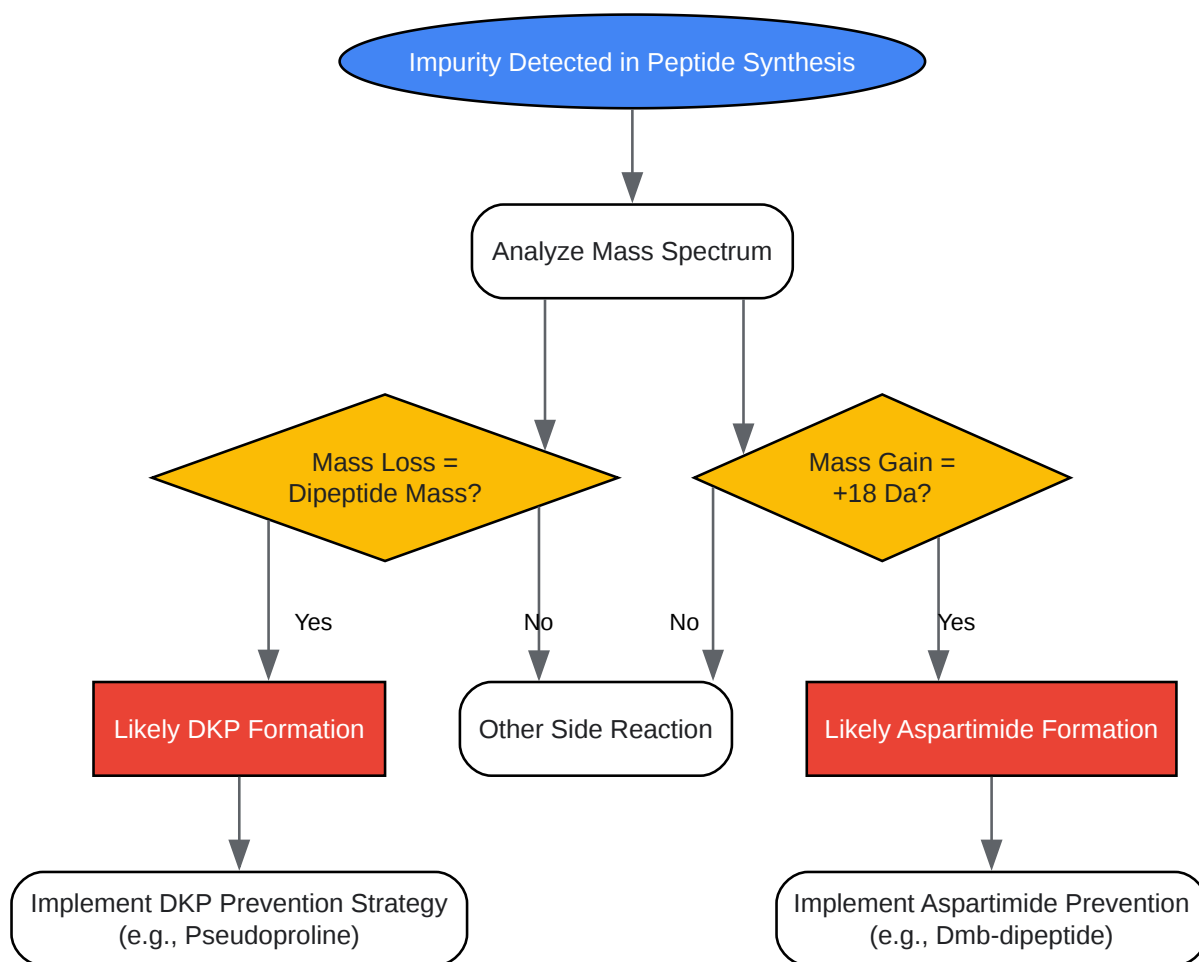 Impurity Detected in Peptide Synthesis
Analyze Mass Spectrum
Mass Loss =
Dipeptide Mass?
Mass Gain =
+18 Da?
Yes
No
No
Yes
Likely DKP Formation
Other Side Reaction
Likely Aspartimide Formation
Implement DKP Prevention Strategy
(e.g., Pseudoproline)
Implement Aspartimide Prevention
(e.g., Dmb-dipeptide)